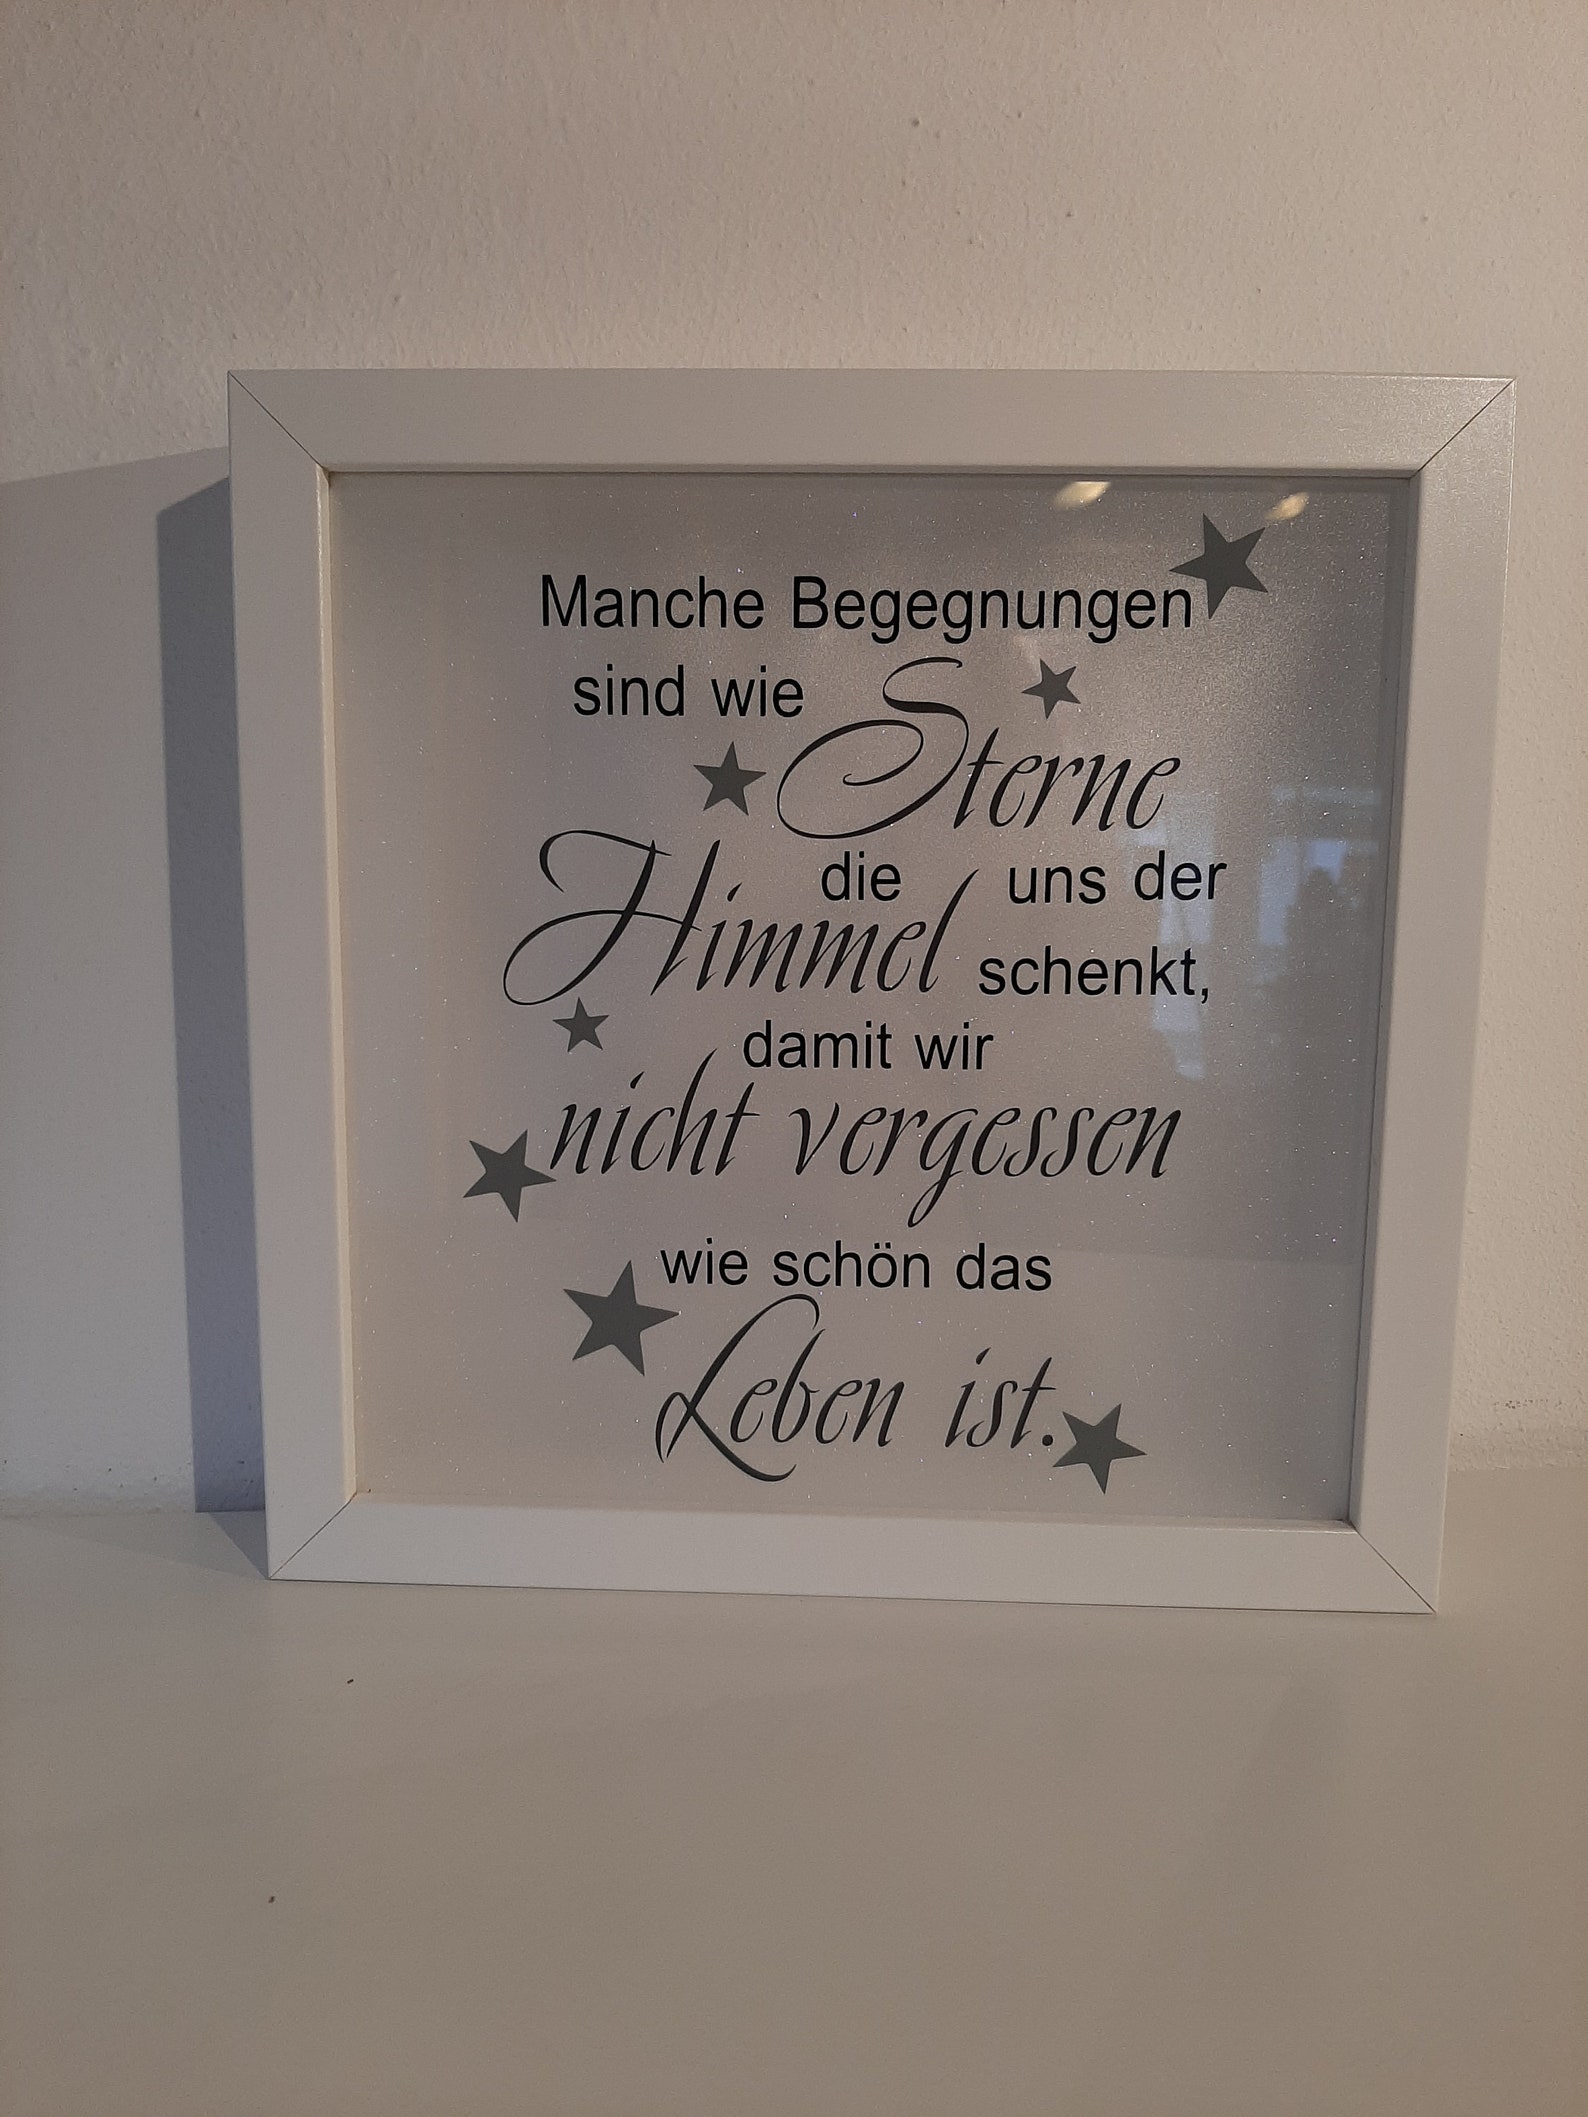 Manche Begegnungen
sind wie Sterne
die uns der
Himmel schenkt,
damit wir
nicht vergessen
wie schön das
Leben ist.